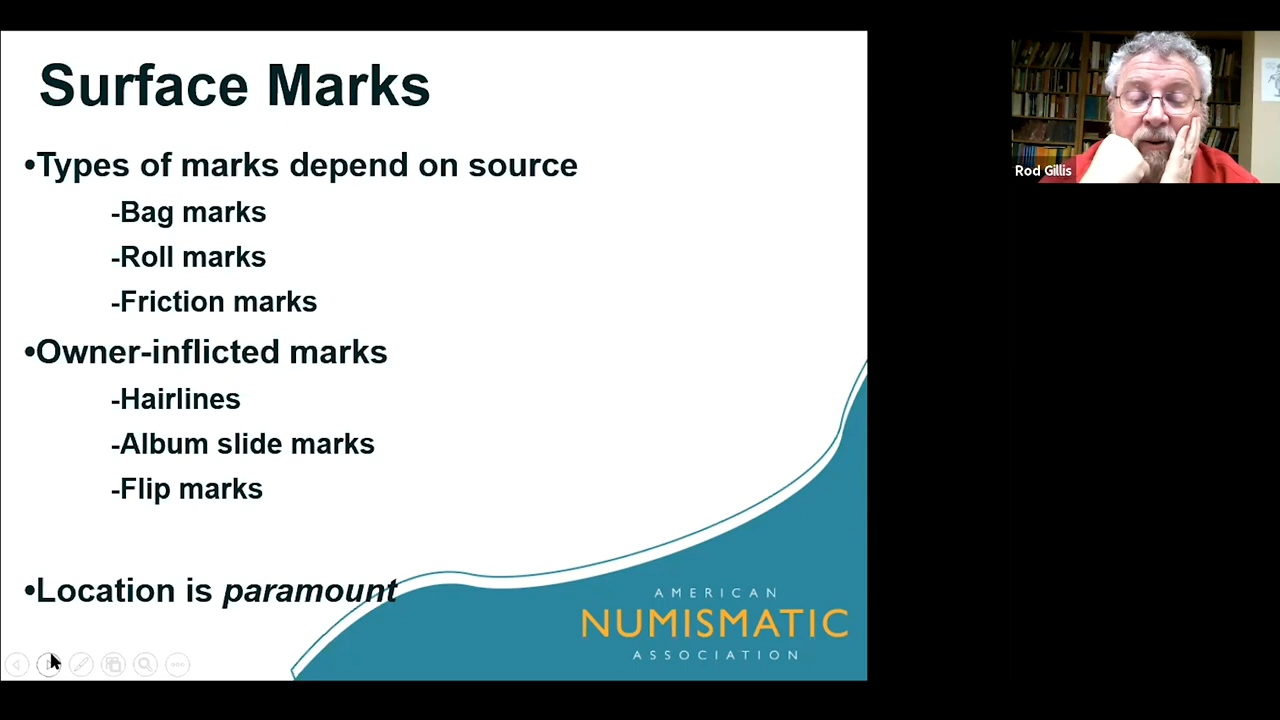 Surface Marks
•Types of marks depend on source
-Bag marks
-Roll marks
-Friction marks
•Owner-inflicted marks
-Hairlines
-Album slide marks
-Flip marks
•Location is paramount
AMERICAN
NUMISMATIC
ASSOCIATION
Rod Gillis